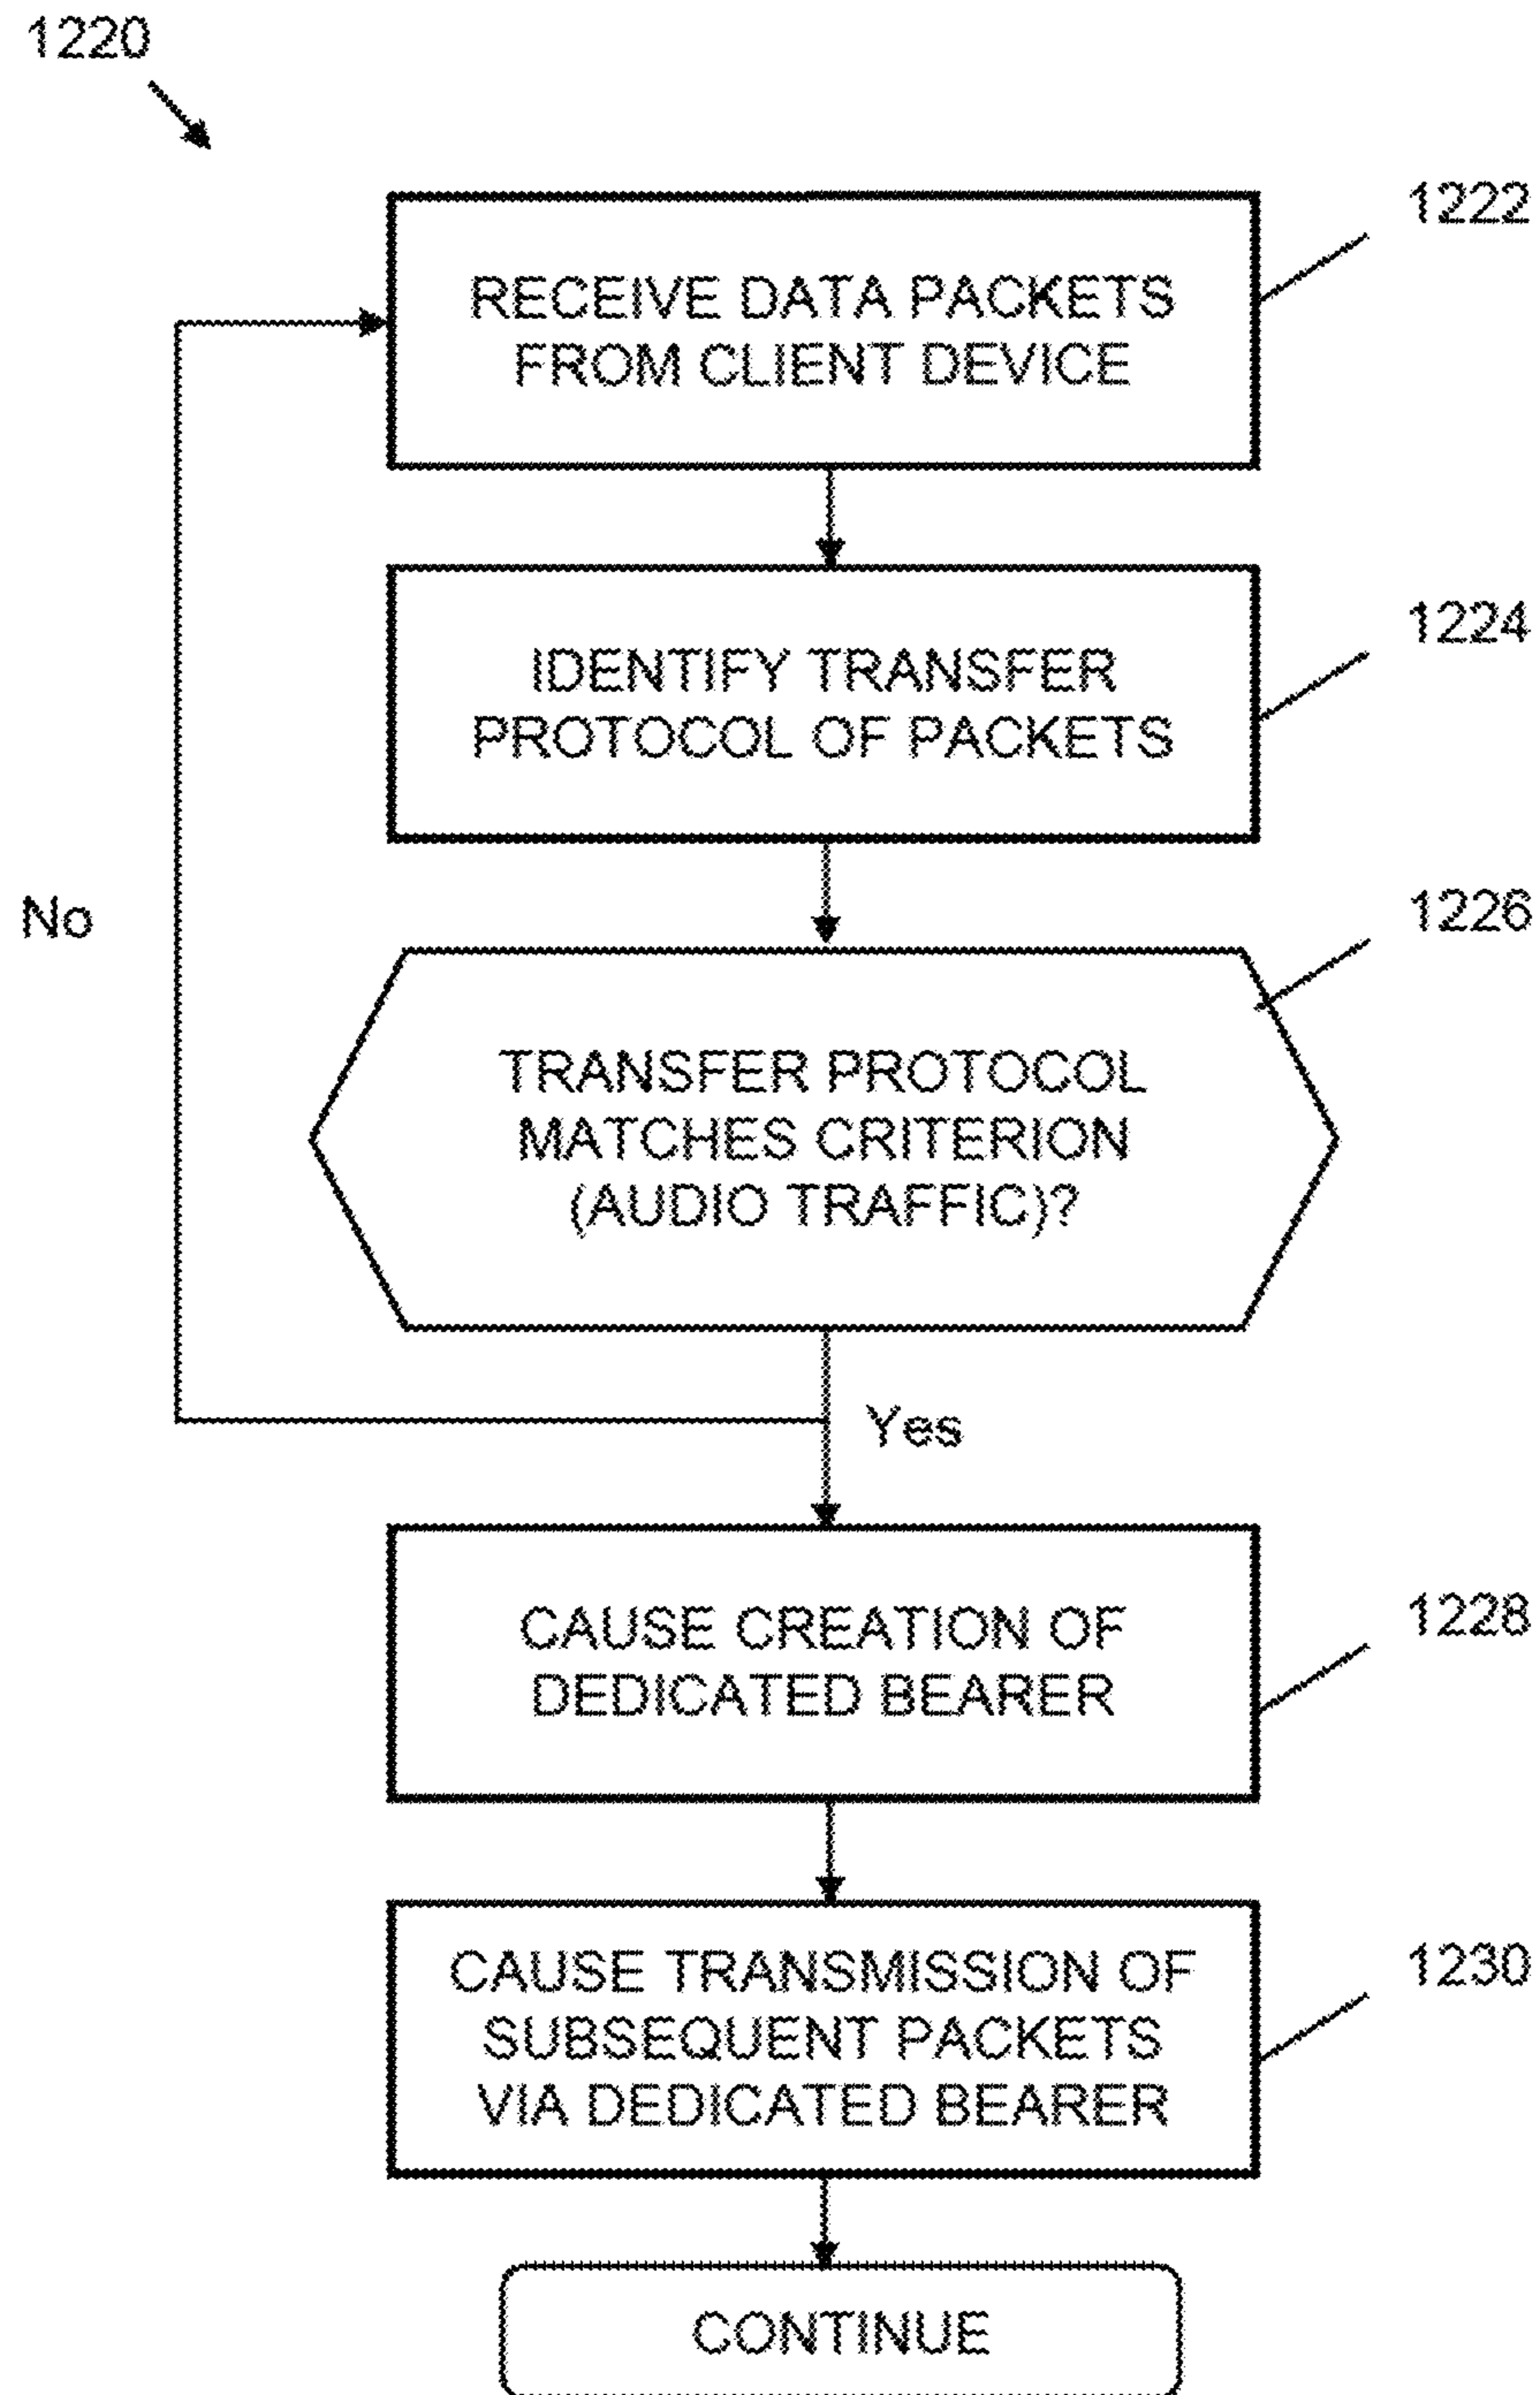 1220
1222
RECEIVE DATA PACKETS
FROM CLIENT DEVICE
1224
IDENTIFY TRANSFER
PROTOCOL OF PACKETS
No
1226
TRANSFER PROTOCOL
MATCHES CRITERION
(AUDIO TRAFFIC)?
Yes
1228
CAUSE CREATION OF
DEDICATED BEARER
1230
CAUSE TRANSMISSION OF
SUBSEQUENT PACKETS
VIA DEDICATED BEARER
CONTINUE